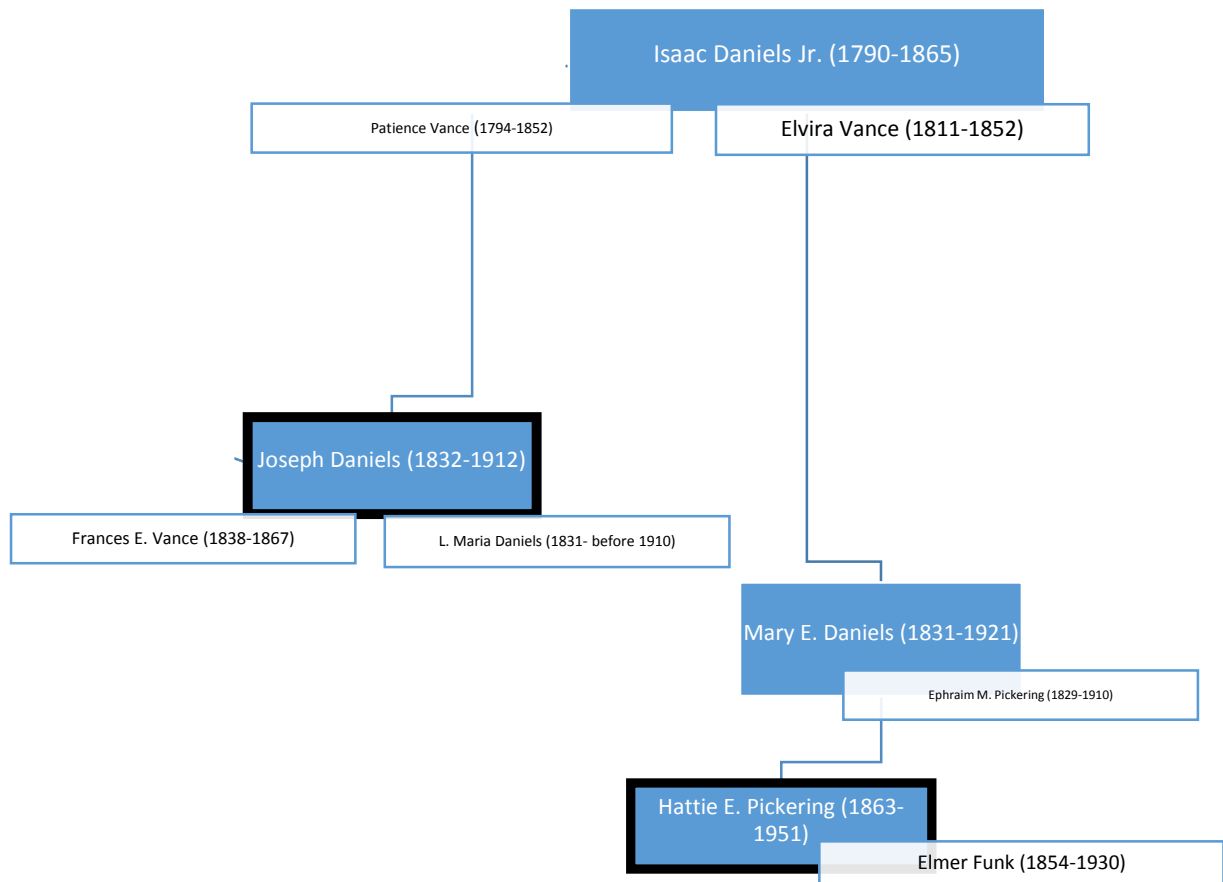 Isaac Daniels Jr. (1790-1865)
Patience Vance (1794-1852)
Elvira Vance (1811-1852)
Joseph Daniels (1832-1912)
Frances E. Vance (1838-1867)
L. Maria Daniels (1831- before 1910)
Mary E. Daniels (1831-1921)
Ephraim M. Pickering (1829-1910)
Hattie E. Pickering (1863-
1951)
Elmer Funk (1854-1930)